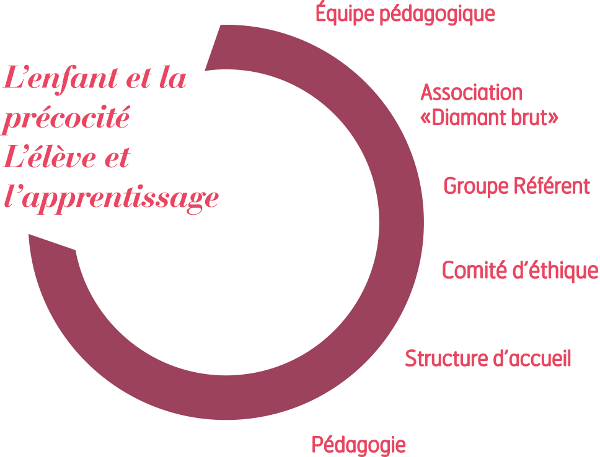 L’enfant et la
précocité
L’élève et
l’apprentissage
Équipe pédagogique
Association
«Diamant brut»
Groupe Référent
Comité d’éthique
Structure d’accueil
Pédagogie